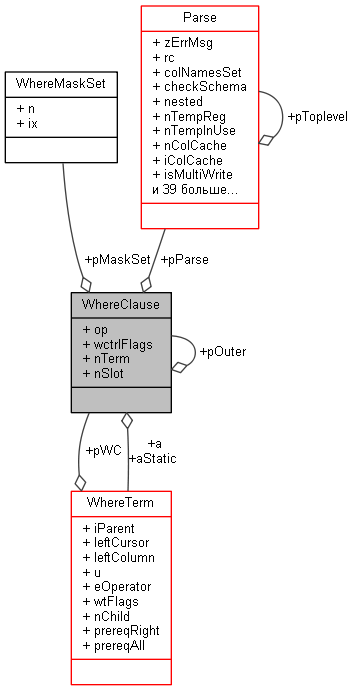 Parse
+ zErrMsg
+ rc
+ colNamesSet
+ checkSchema
+ nested
+ nTempReg
+ nTempInUse
+ nColCache
+ iColCache
+ isMultiWrite
и 39 больше...
WhereMaskSet
+ n
+ ix
+pToplevel
+pMaskSet
+pParse
WhereClause
+ op
+ wctrlFlags
+ nTerm
+ nSlot
+pOuter
+pWC
+a
+aStatic
WhereTerm
+ iParent
+ leftCursor
+ leftColumn
+ u
+ eOperator
+ wtFlags
+ nChild
+ prereqRight
+ prereqAll